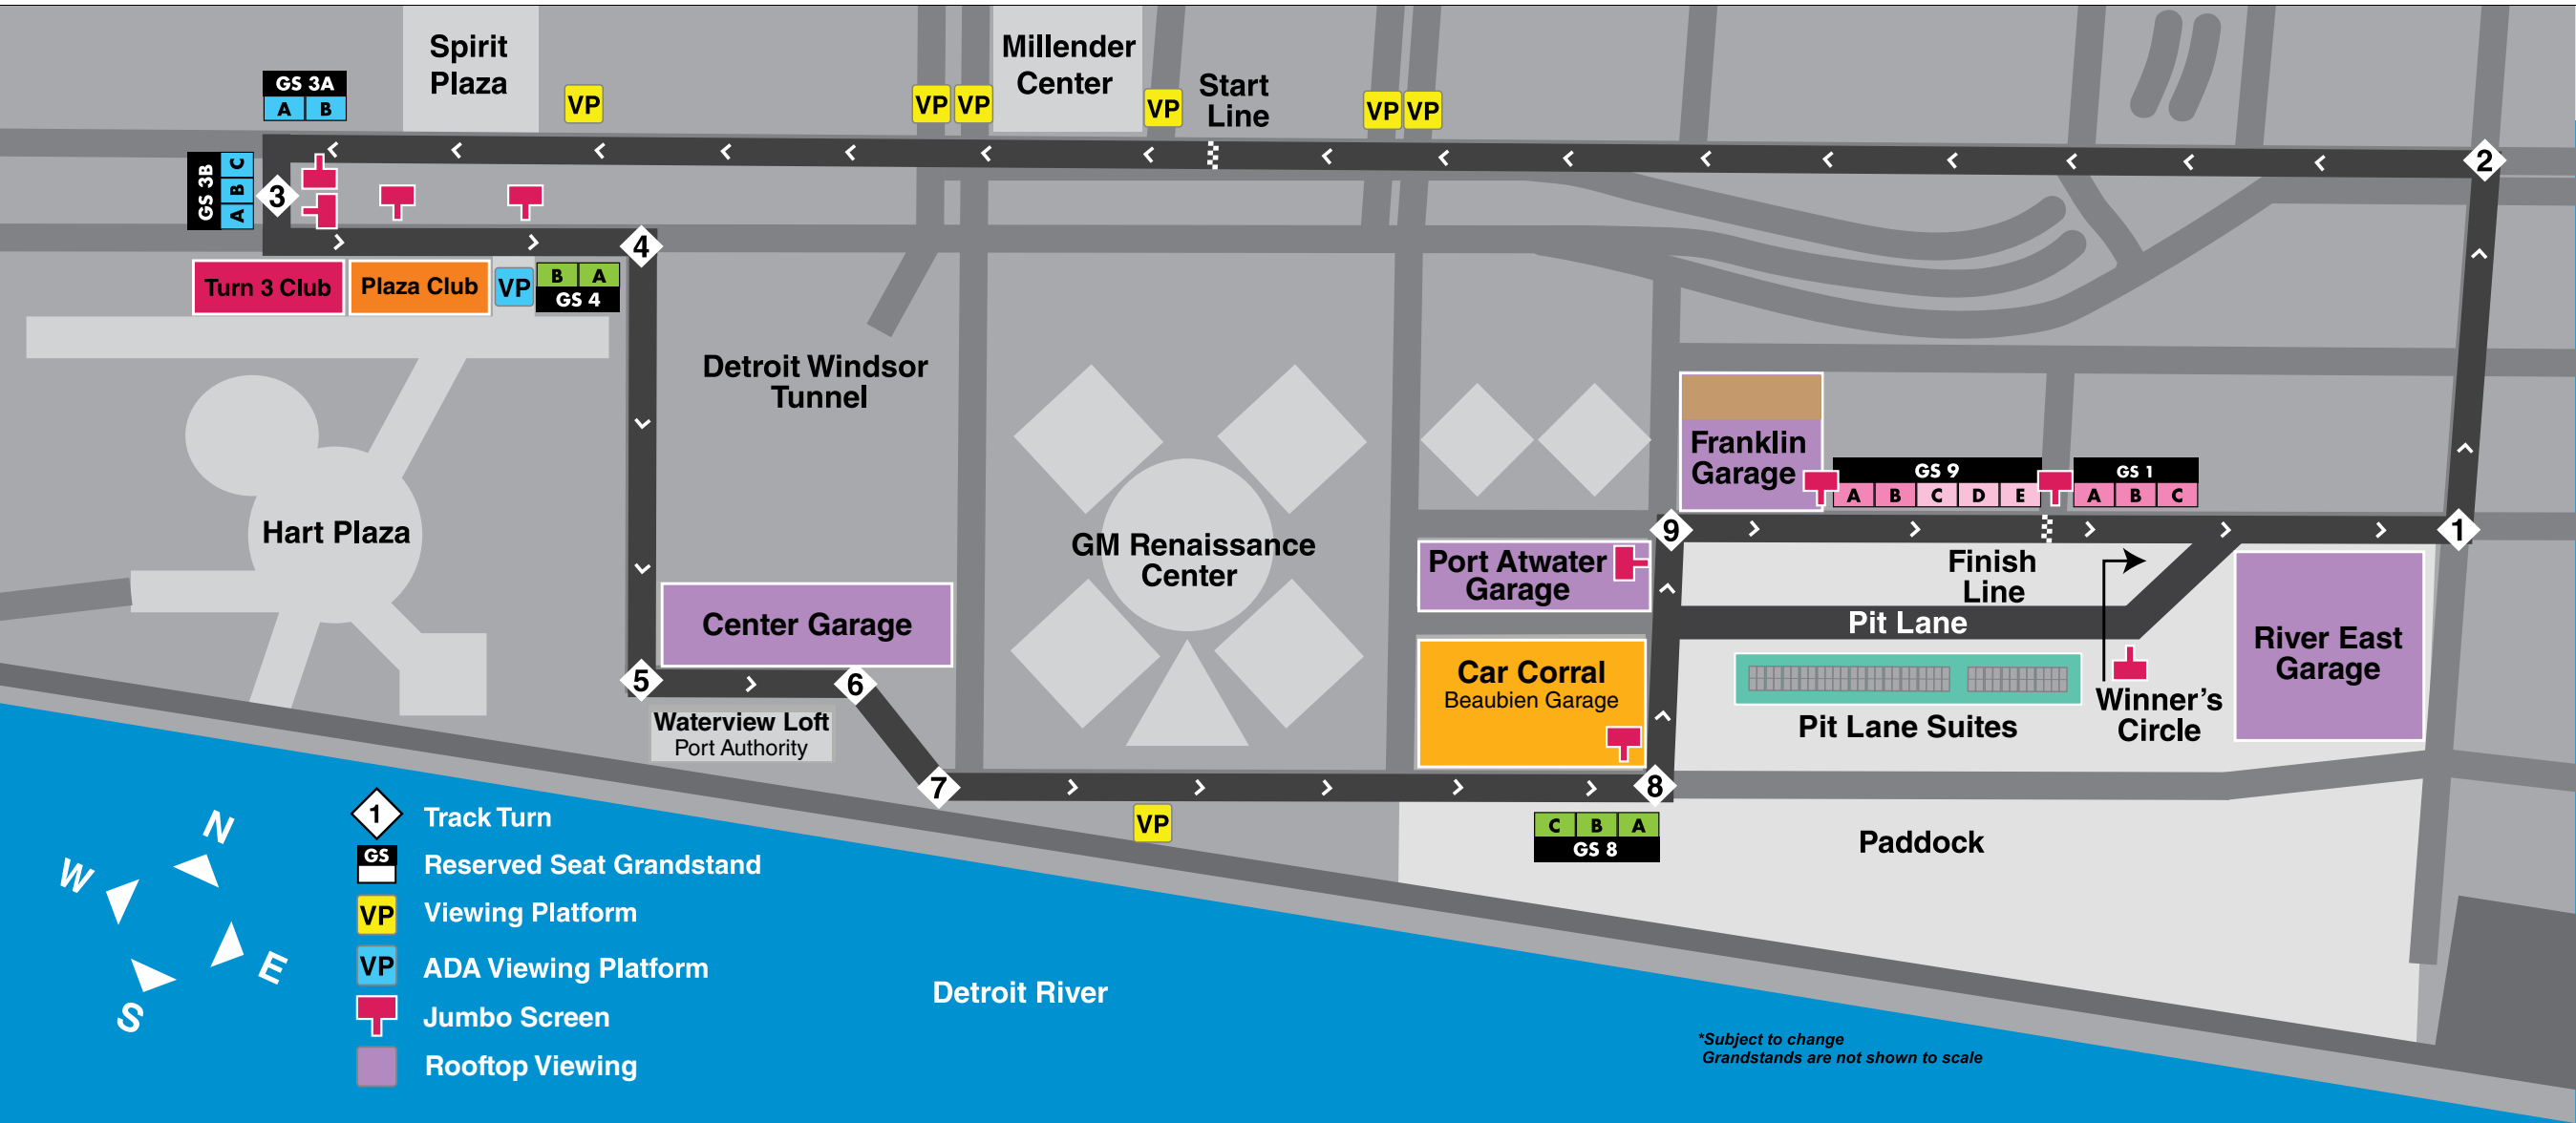 Spirit
Plaza
Millender
Center
Start
Line
GS 3A
A B
VP
VP
VP
VP
VP
VP
2
GS 3B
A B C
3
4
Turn 3 Club
Plaza Club
VP
B A
GS 4
Detroit Windsor
Tunnel
Franklin
Garage
GS 9
A B C D E
GS 1
A B C
Hart Plaza
GM Renaissance
Center
9
1
Port Atwater
Garage
Finish
Line
Pit Lane
Center Garage
River East
Garage
Car Corral
Beaubien Garage
5
6
Winner's
Circle
Pit Lane Suites
Waterview Loft
Port Authority
7
8
VP
C B A
GS 8
Paddock
N
W
E
S
1 Track Turn
GS Reserved Seat Grandstand
VP Viewing Platform
VP ADA Viewing Platform
Jumbo Screen
Rooftop Viewing
Detroit River
*Subject to change
Grandstands are not shown to scale